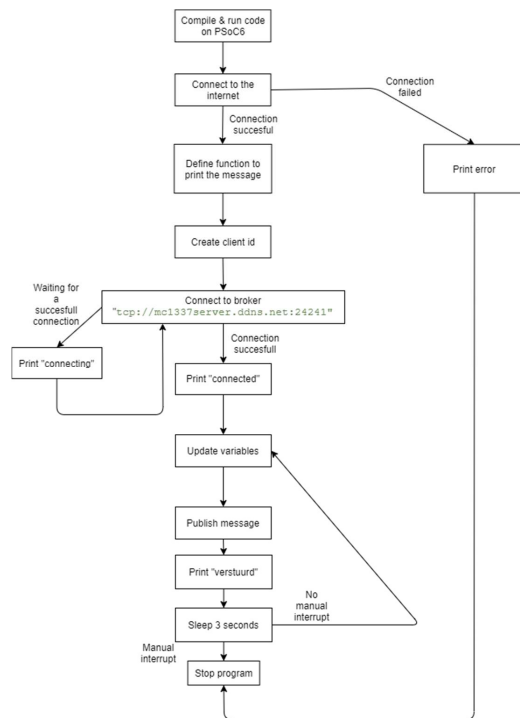 Compile & run code
on PSoC6
Connect to the
internet
Connection
failed
Connection
succesful
Define function to
print the message
Print error
Create client id
Waiting for
a
succesfull
connection
Connect to broker
"tcp://mc1337server.ddns.net:24241"
Connection
succesfull
Print "connecting"
Print "connected"
Update variables
Publish message
Print "verstuurd"
No
manual
interrupt
Sleep 3 seconds
Manual
interrupt
Stop program